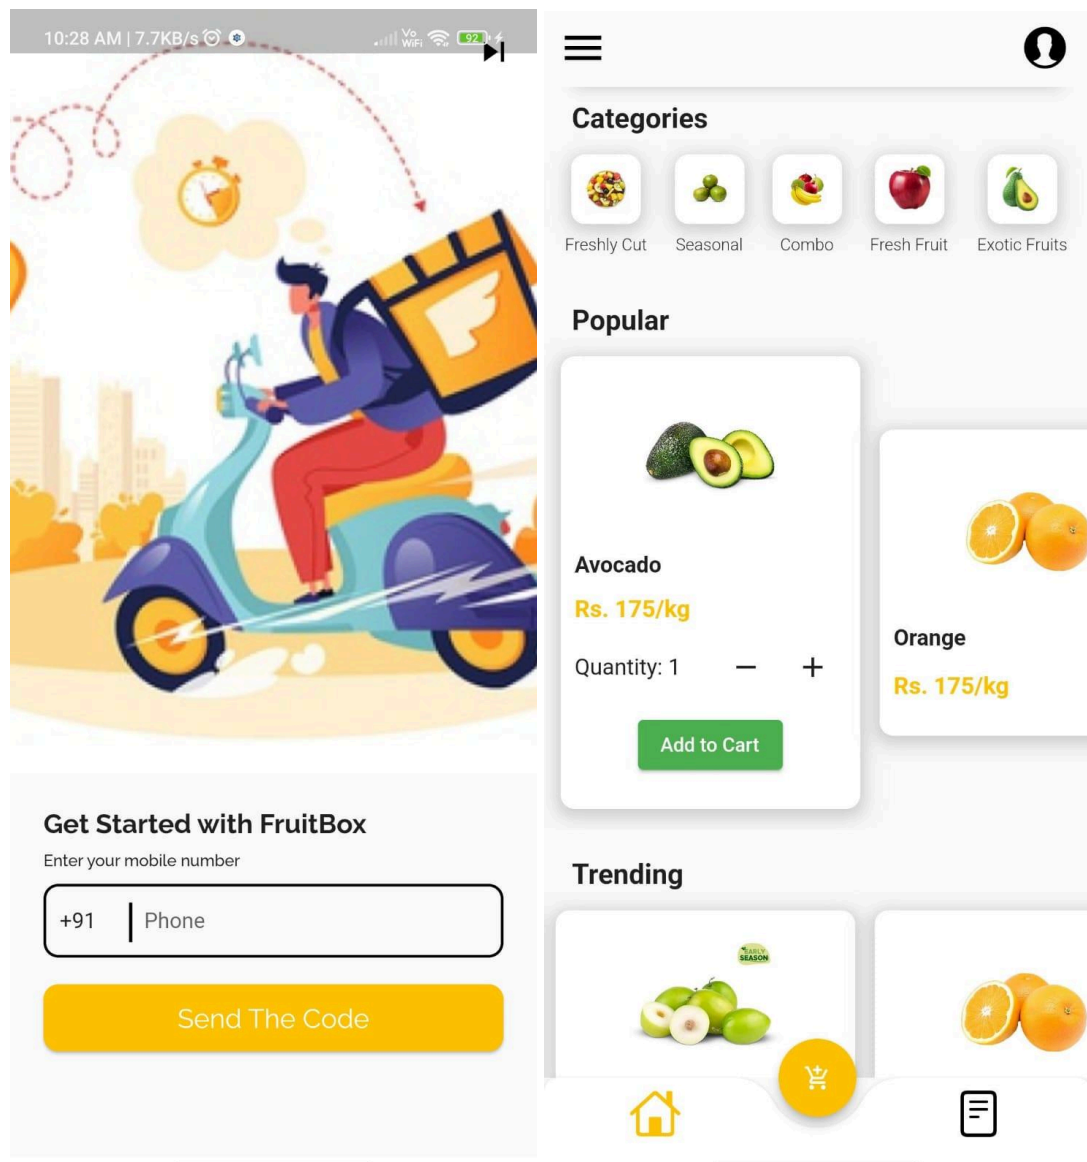 10:28 AM | 7.7KB/s
Vo
WiFi
92
Get Started with FruitBox
Enter your mobile number
+91
Phone
Send The Code
Categories
Freshly Cut
Seasonal
Combo
Fresh Fruit
Exotic Fruits
Popular
Avocado
Rs. 175/kg
Quantity: 1
Add to Cart
Orange
Rs. 175/kg
Trending
EARLY
SEASON